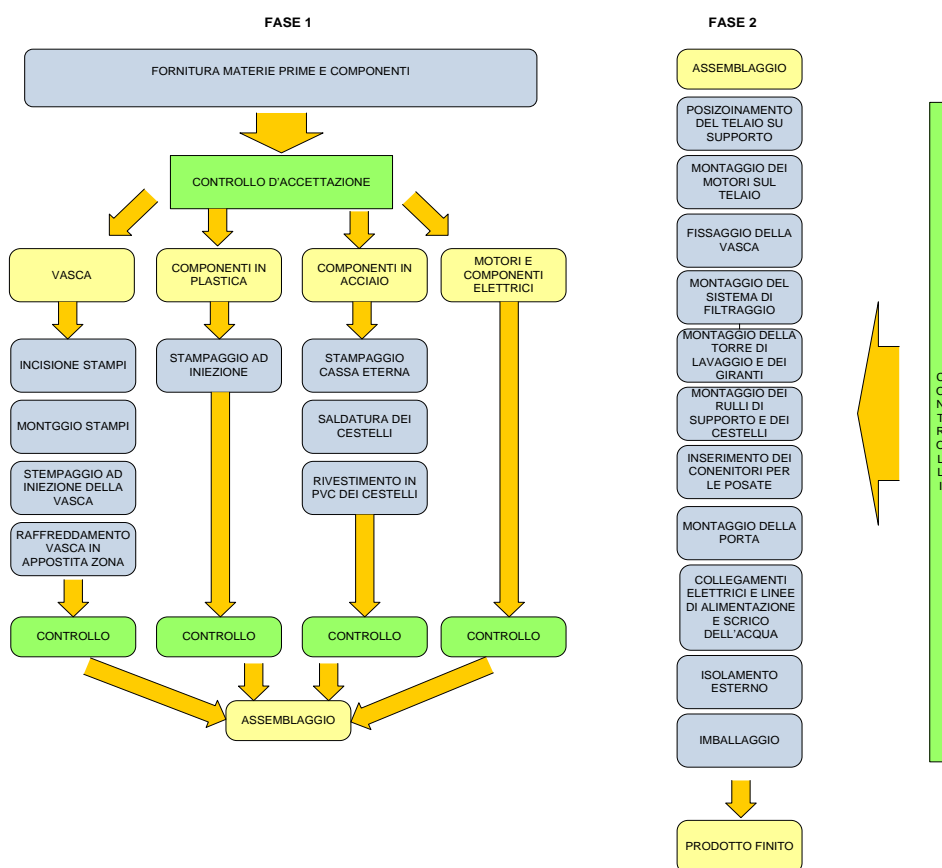 FASE 1
FORNITURA MATERIE PRIME E COMPONENTI
CONTROLLO D'ACCETTAZIONE
VASCA
COMPONENTI IN
PLASTICA
COMPONENTI IN
ACCIAIO
MOTORI E
COMPONENTI
ELETTRICI
INCISIONE STAMPI
MONTGGIO STAMPI
STEMPAGGIO AD
INIEZIONE DELLA
VASCA
RAFFREDDAMENTO
VASCA IN
APPOSTITA ZONA
STAMPAGGIO AD
INIEZIONE
STAMPAGGIO
CASSA ETERNA
SALDATURA DEI
CESTELLI
RIVESTIMENTO IN
PVC DEI CESTELLI
CONTROLLO
CONTROLLO
CONTROLLO
CONTROLLO
ASSEMBLAGGIO
FASE 2
ASSEMBLAGGIO
POSIZOINAMENTO
DEL TELAIO SU
SUPPORTO
MONTAGGIO DEI
MOTORI SUL
TELAIO
FISSAGGIO DELLA
VASCA
MONTAGGIO DEL
SISTEMA DI
FILTRAGGIO
MONTAGGIO DELLA
TORRE DI
LAVAGGIO E DEI
GIRANTI
MONTAGGIO DEI
RULLI DI
SUPPORTO E DEI
CESTELLI
INSERIMENTO DEI
CONENITORI PER
LE POSATE
MONTAGGIO DELLA
PORTA
COLLEGAMENTI
ELETTRICI E LINEE
DI ALIMENTAZIONE
E SCRICO
DELL'ACQUA
ISOLAMENTO
ESTERNO
IMBALLAGGIO
PRODOTTO FINITO
C
O
N
T
R
O
L
L
I